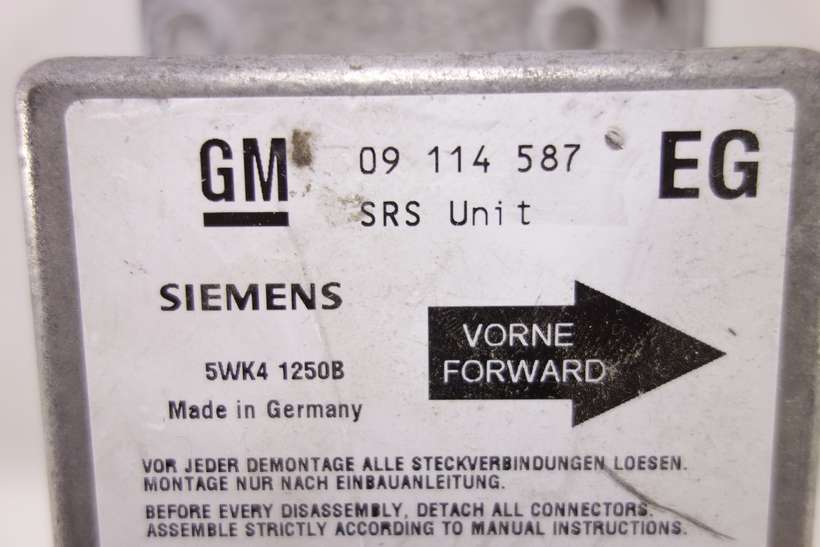 GM 09 114 587 EG
SRS Unit
SIEMENS
VORNE
FORWARD
5WK4 1250B
Made in Germany
VOR JEDER DEMONTAGE ALLE STECKVERBINDUNGEN LOESEN.
MONTAGE NUR NACH EINBAUANLEITUNG.
BEFORE EVERY DISASSEMBLY, DETACH ALL CONNECTORS.
ASSEMBLE STRICTLY ACCORDING TO MANUAL INSTRUCTIONS.